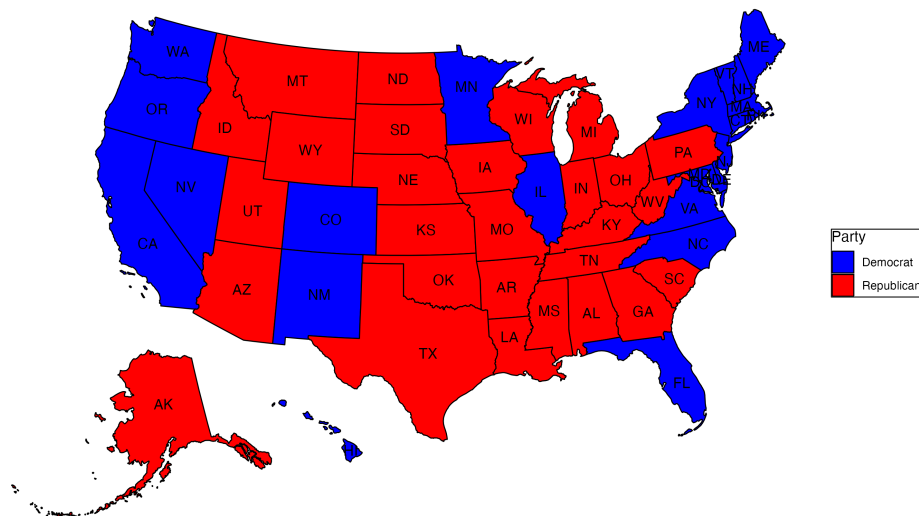 WA
ME
MT
ND
MN
VT
NH
OR
NY
MA
ID
SD
WI
MI
WY
IA
PA
NE
NV
IL
IN
OH
UT
CO
WV
VA
KS
MO
KY
CA
NC
TN
OK
AZ
NM
AR
SC
MS
AL
GA
LA
TX
FL
AK
Party
Democrat
Republican